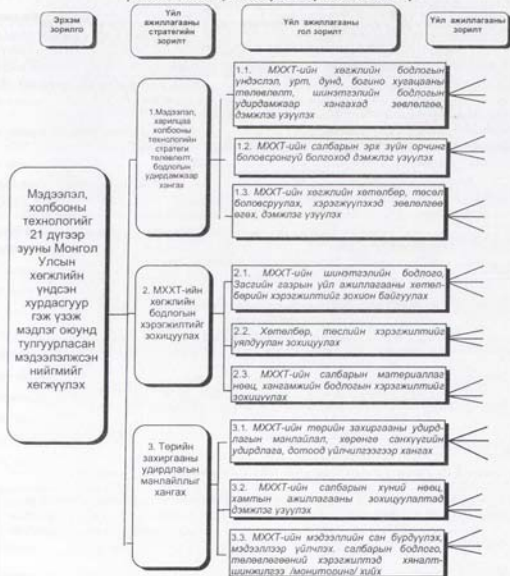 Эрхэм
зорилго
Үйл
ажиллагааны
стратегийн
зорилт
Үйл ажиллагааны
гол зорилт
Үйл ажиллагааны
зорилт
Мэдээлэл,
холбооны
технологийг
21 дүгээр
зууны Монгол
Улсын
хөгжлийн
үндсэн
хурдасгуур
гэж үзэж
мэдлэг оюунд
тулгуурласан
мэдээлэлжсэн
нийгмийг
хөгжүүлэх
1.Мэдээлэл,
харилцаа
холбооны
технологийн
стратеги
төлөвлөлт,
бодлогын
удирдамжаар
хангах
1.1. МХХТ-ийн хөгжлийн бодлогын
үндэслэл, урт, дунд, богино хугацааны
төлөвлөлт, шинэтгэлийн бодлогын
удирдамжаар хангахад зөвлөлгөө,
дэмжлэг үзүүлэх
1.2. МХХТ-ийн салбарын эрх зүйн орчинг
боловсронгуй болгоход дэмжлэг үзүүлэх
1.3. МХХТ-ийн хөгжлийн хөтөлбөр, төсөл
боловсруулах, хэрэгжүүлэхэд зөвлөлгөө
өгөх, дэмжлэг үзүүлэх
2. МХХТ-ийн
хөгжлийн
бодлогын
хэрэгжилтийг
зохицуулах
2.1. МХХТ-ийн шинэтгэлийн бодлого,
Засгийн газрын үйл ажиллагааны хөтөл-
бөрийн хэрэгжилтийг зохион байгуулах
2.2. Хөтөлбөр, төслийн хэрэгжилтийг
уялдуулан зохицуулах
2.3. МХХТ-ийн салбарын материаллаг
нөөц, хангамжийн бодлогын хэрэгжилтийг
зохицуулах
3. Төрийн
захиргааны
удирдлагын
манлайллыг
хангах
3.1. МХХТ-ийн төрийн захиргааны удирд-
лагын манлайлал, хөрөнгө санхүүгийн
удирдлага, дотоод үйлчилгээгээр хангах
3.2. МХХТ-ийн салбарын хүний нөөц,
хамтын ажиллагааны зохицуулалтад
дэмжлэг үзүүлэх
3.3. МХХТ-ийн мэдээллийн сан бүрдүүлэх,
мэдээллээр үйлчлэх, салбарын бодлого,
төлөвлөгөөний хэрэгжилтэд хяналт-
шинжилгээ /мониторинг/ хийх